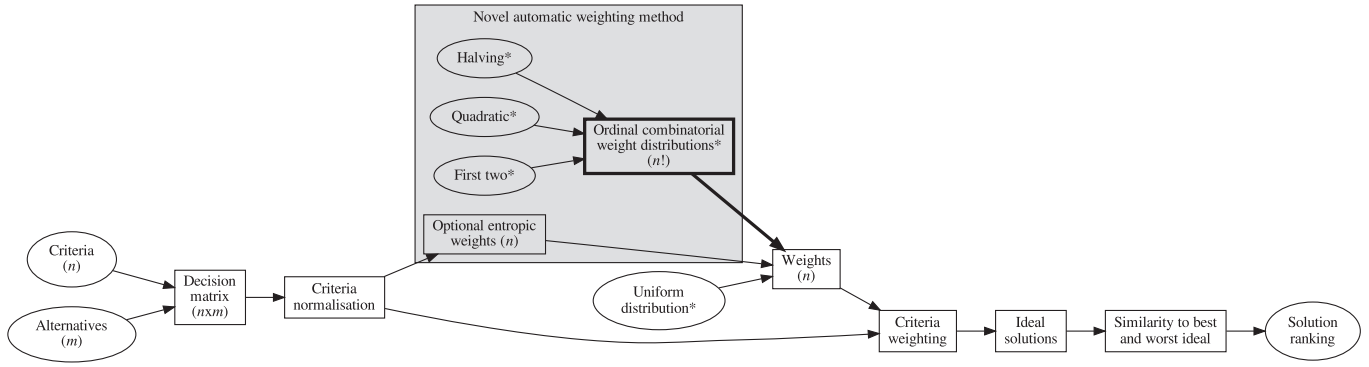 Novel automatic weighting method
Halving*
Quadratic*
First two*
Ordinal combinatorial
weight distributions*
(n!)
Optional entropic
weights (n)
Criteria
(n)
Alternatives
(m)
Decision
matrix
(nxm)
Criteria
normalisation
Uniform
distribution*
Weights
(n)
Criteria
weighting
Ideal
solutions
Similarity to best
and worst ideal
Solution
ranking